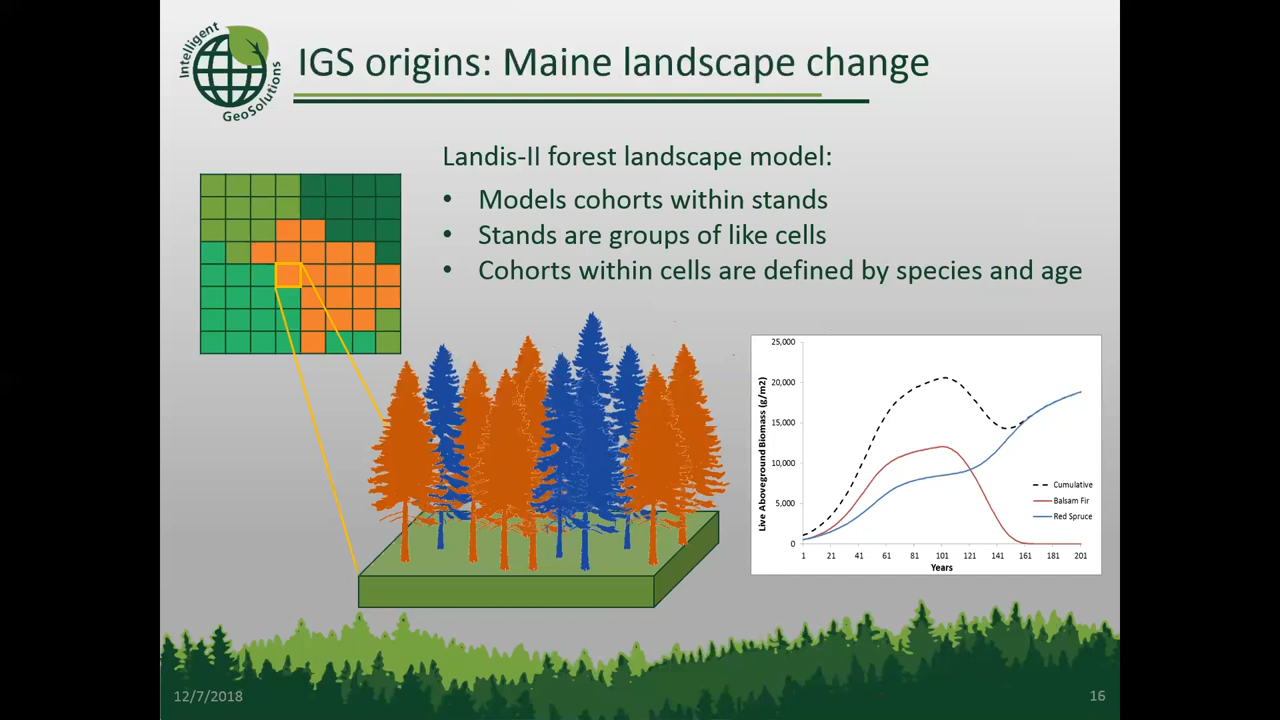 Intelligent
GeoSolutions
IGS origins: Maine landscape change
Landis-II forest landscape model:
• Models cohorts within stands
• Stands are groups of like cells
• Cohorts within cells are defined by species and age
Live Aboveground Biomass (g/m2)
25,000
20,000
15,000
10,000
5,000
0
1 21 41 61 81 101 121 141 161 181 201
Years
Cumulative
Balsam Fir
Red Spruce
12/7/2018
16